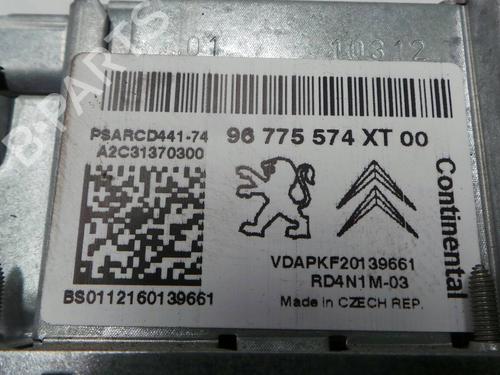 01 10312
PSARCD441-74
96 775 574 XT 00
A2C31370300
Continental
VDAPKF20139661
RD4N1M-03
BS0112160139661
Made in CZECH REP.
B-PARTS